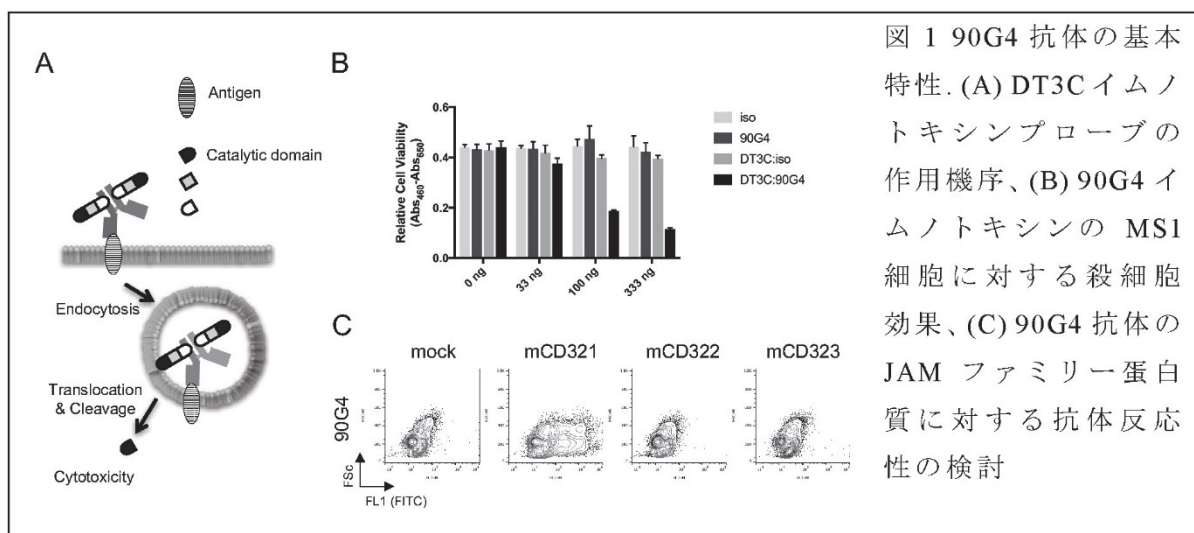 A
Antigen
Catalytic domain
Endocytosis
Translocation
& Cleavage
Cytotoxicity
B
Relative Cell Viability
(Abs460-Abs650)
0.6
0.4
0.2
0.0
0 ng
33 ng
100 ng
333 ng
iso
90G4
DT3C:iso
DT3C:90G4
C
mock
mCD321
mCD322
mCD323
90G4
FSc
FL1 (FITC)
図 1 90G4 抗体の基本
特性. (A) DT3C イムノ
トキシンプローブの
作用機序、(B) 90G4 イ
ムノトキシンの MS1
細胞に対する殺細胞
効果、(C) 90G4 抗体の
JAM ファミリー蛋白
質に対する抗体反応
性の検討